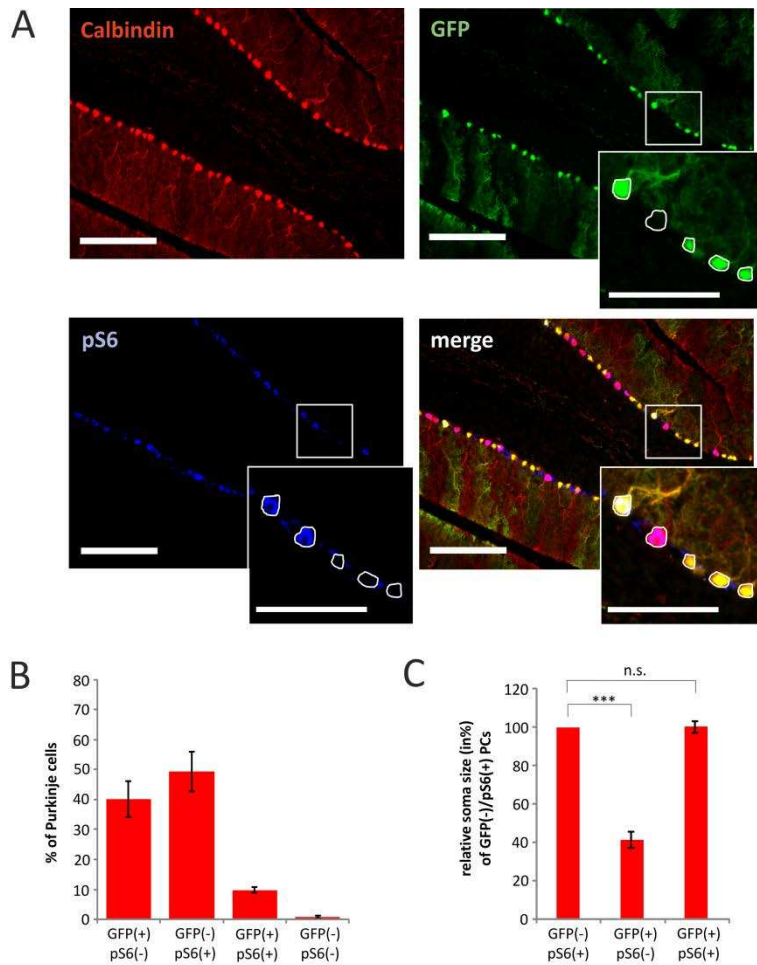 A
Calbindin
GFP
pS6
merge
B
% of Purkinje cells
80
70
60
50
40
30
20
10
0
GFP(+) GFP(-) GFP(+) GFP(-)
pS6(-) pS6(+) pS6(+) pS6(-)
C
relative soma size (in%)
of GFP(-)/pS6(+) PCs
n.s.
***
120
100
80
60
40
20
0
GFP(-) GFP(+) GFP(+)
pS6(+) pS6(-) pS6(+)